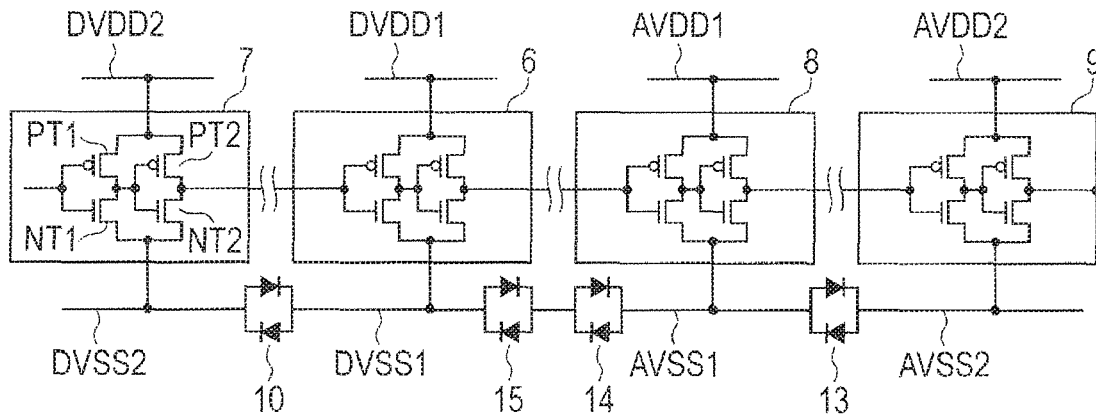 DVDD2 DVDD1 AVDD1 AVDD2
7 6 8 9
PT1 PT2
NT1 NT2
DVSS2 10 DVSS1 15 14 AVSS1 13 AVSS2